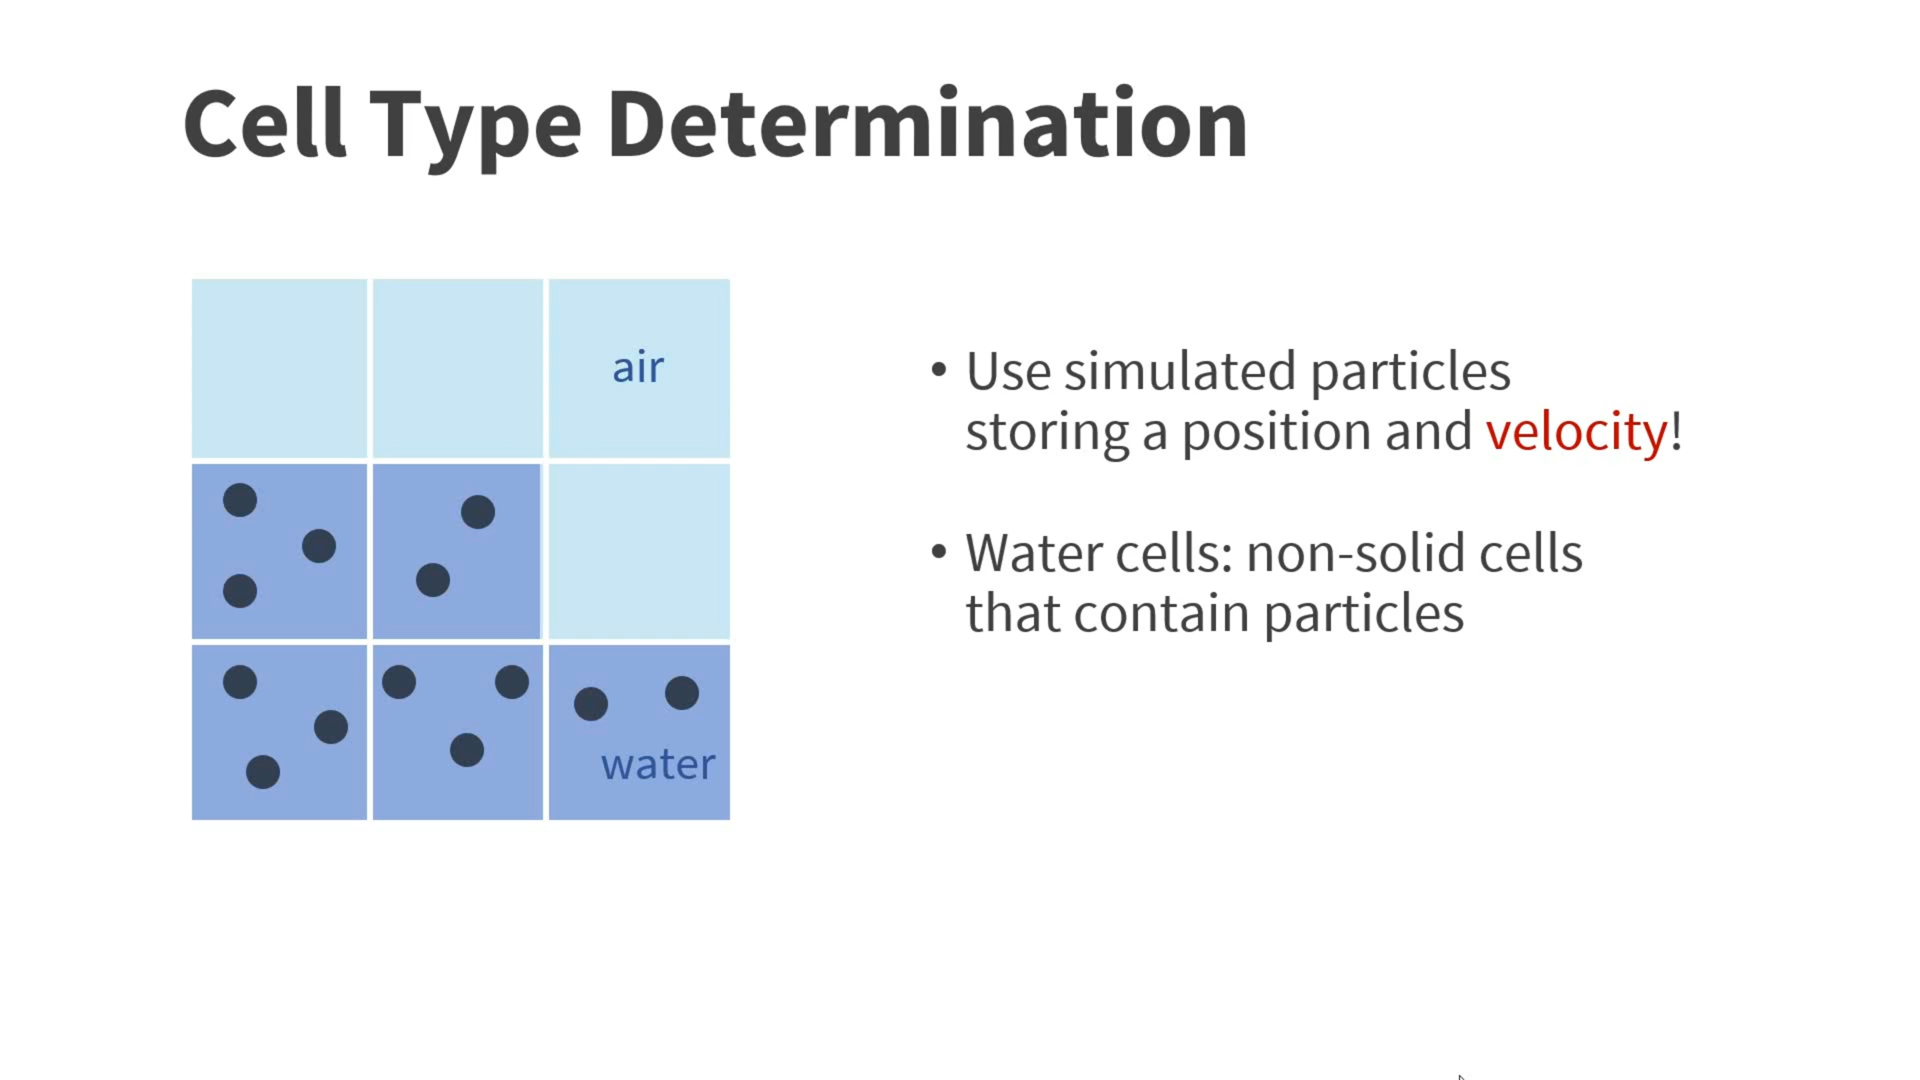 Cell Type Determination
air
water
• Use simulated particles
storing a position and velocity!
• Water cells: non-solid cells
that contain particles